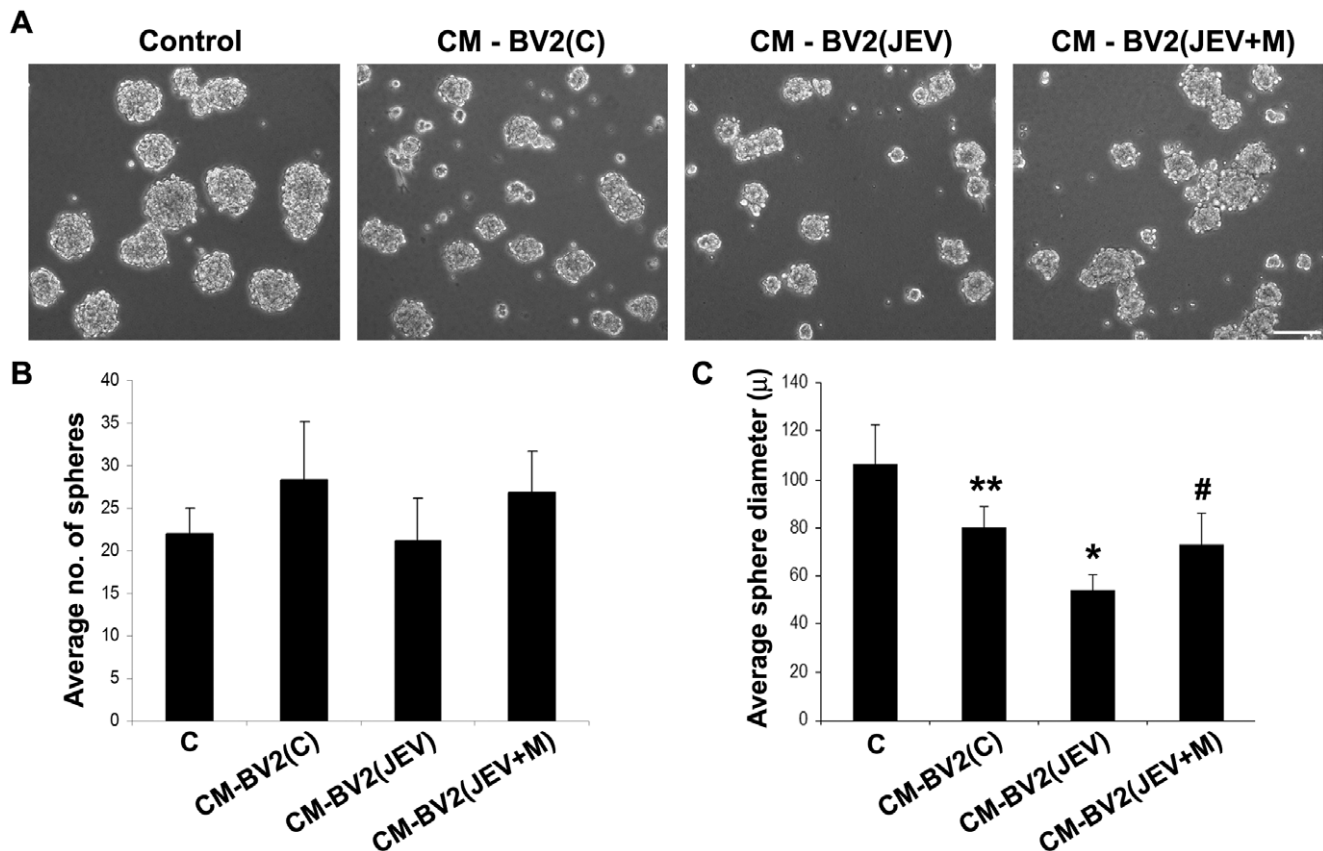 A
Control
CM - BV2(C)
CM - BV2(JEV)
CM - BV2(JEV+M)
B
Average no. of spheres
40
35
30
25
20
15
10
5
0
C
CM-BV2(C)
CM-BV2(JEV)
CM-BV2(JEV+M)
C
Average sphere diameter (μ)
140
120
100
80
60
40
20
0
**
*
#
C
CM-BV2(C)
CM-BV2(JEV)
CM-BV2(JEV+M)